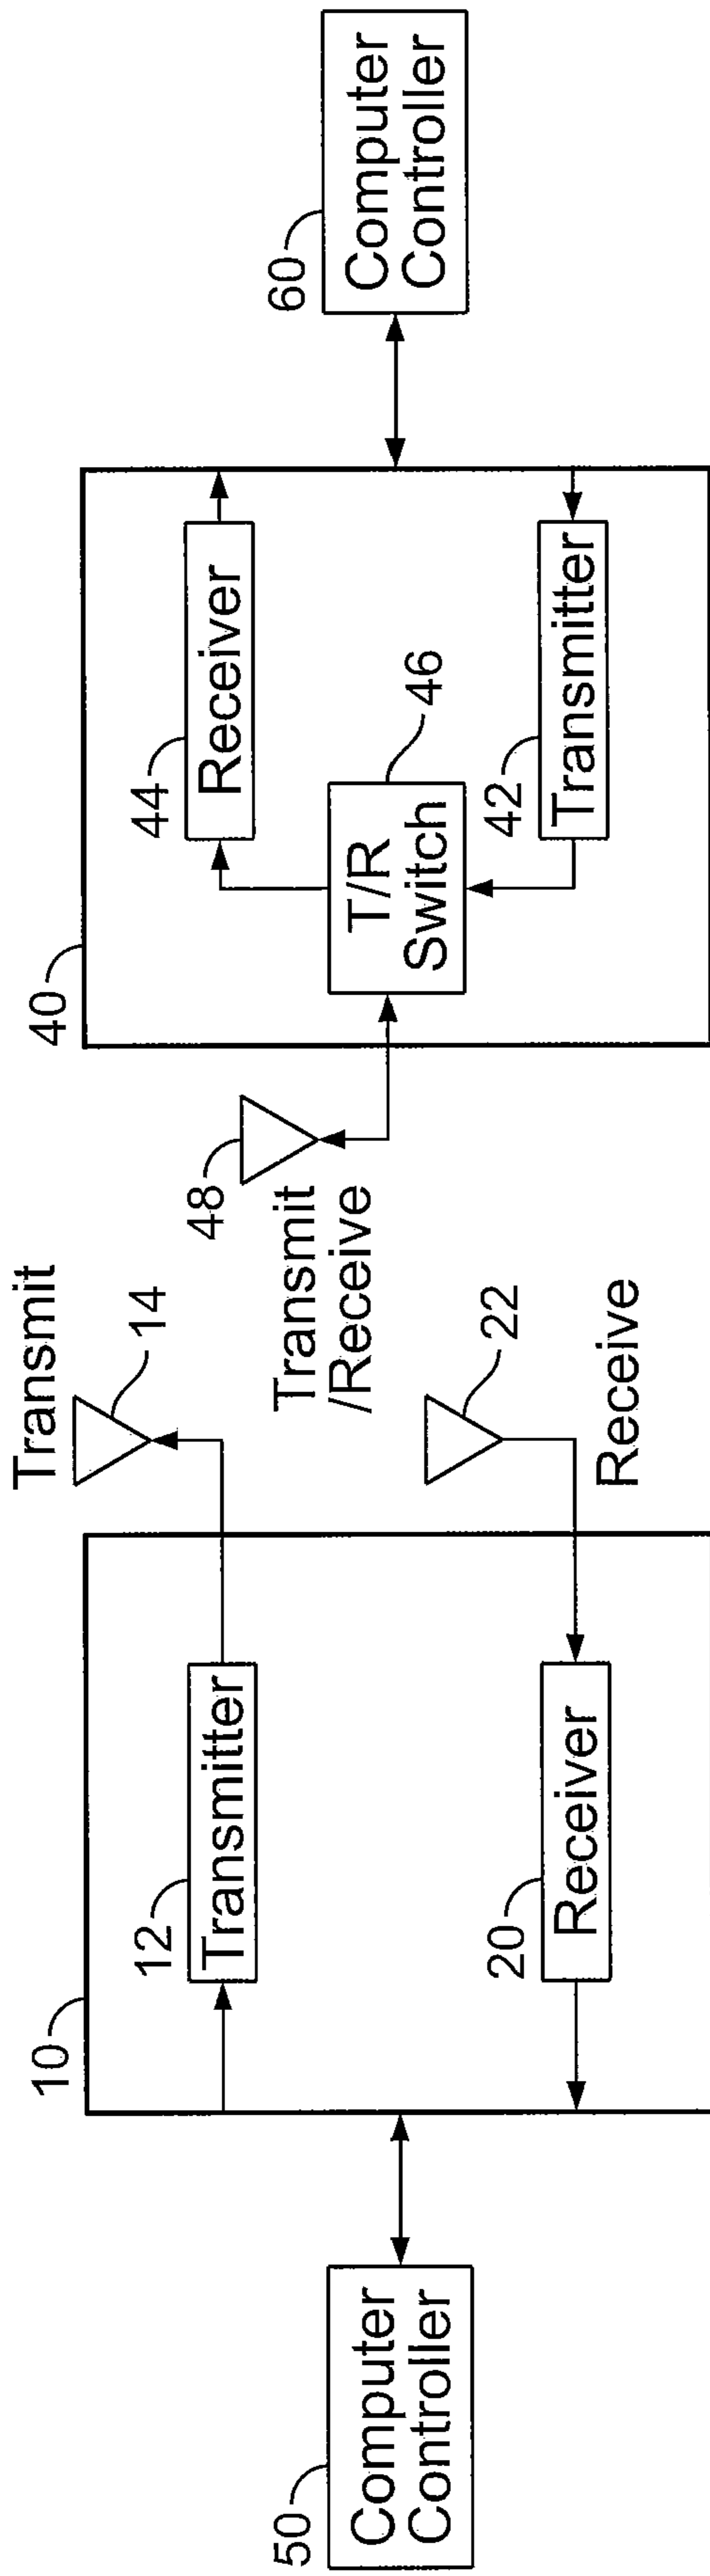 50
Computer
Controller
10
12
Transmitter
20
Receiver
Transmit
14
22
Receive
48
Transmit
/Receive
40
44
Receiver
T/R
Switch
46
42
Transmitter
60
Computer
Controller